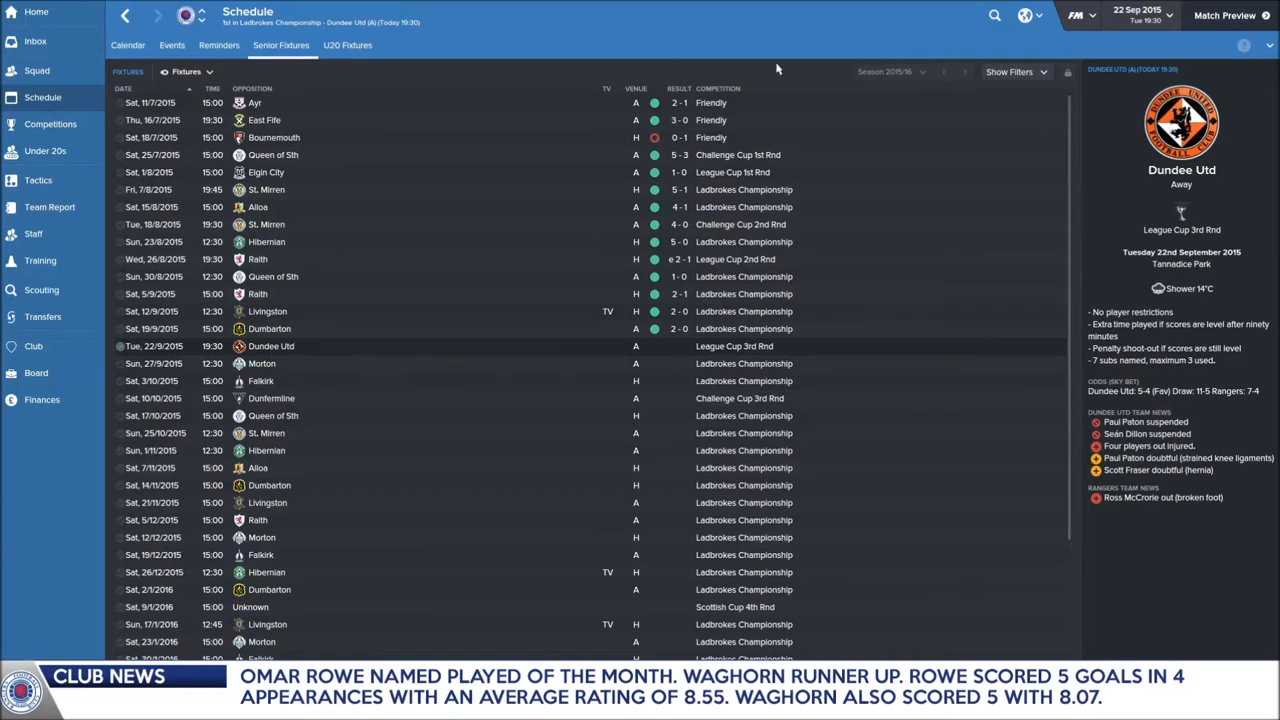 Home
Schedule
1st in Ladbrokes Championship - Dundee Utd (A) (Today 19:30)
FM
22 Sep 2015
Tue 19:30
Match Preview
Inbox
Squad
Schedule
Competitions
Under 20s
Tactics
Team Report
Staff
Training
Scouting
Transfers
Club
Board
Finances
Calendar Events Reminders Senior Fixtures U20 Fixtures
FIXTURES Fixtures Season 2015/16 Show Filters
DATE TIME OPPOSITION TV VENUE RESULT COMPETITION
Sat, 11/7/2015 15:00 Ayr A 2 - 1 Friendly
Thu, 16/7/2015 19:30 East Fife A 3 - 0 Friendly
Sat, 18/7/2015 15:00 Bournemouth H 0 - 1 Friendly
Sat, 25/7/2015 15:00 Queen of Sth A 5 - 3 Challenge Cup 1st Rnd
Sat, 1/8/2015 15:00 Elgin City A 1 - 0 League Cup 1st Rnd
Fri, 7/8/2015 19:45 St. Mirren H 5 - 1 Ladbrokes Championship
Sat, 15/8/2015 15:00 Alloa A 4 - 1 Ladbrokes Championship
Tue, 18/8/2015 19:30 St. Mirren A 4 - 0 Challenge Cup 2nd Rnd
Sun, 23/8/2015 12:30 Hibernian H 5 - 0 Ladbrokes Championship
Wed, 26/8/2015 19:30 Raith H e 2 - 1 League Cup 2nd Rnd
Sun, 30/8/2015 12:30 Queen of Sth A 1 - 0 Ladbrokes Championship
Sat, 5/9/2015 15:00 Raith H 2 - 1 Ladbrokes Championship
Sat, 12/9/2015 12:30 Livingston TV H 2 - 0 Ladbrokes Championship
Sat, 19/9/2015 15:00 Dumbarton A 2 - 0 Ladbrokes Championship
Tue, 22/9/2015 19:30 Dundee Utd A League Cup 3rd Rnd
Sun, 27/9/2015 12:30 Morton A Ladbrokes Championship
Sat, 3/10/2015 15:00 Falkirk H Ladbrokes Championship
Sat, 10/10/2015 15:00 Dunfermline A Challenge Cup 3rd Rnd
Sat, 17/10/2015 15:00 Queen of Sth H Ladbrokes Championship
Sun, 25/10/2015 12:30 St. Mirren A Ladbrokes Championship
Sun, 1/11/2015 12:30 Hibernian A Ladbrokes Championship
Sat, 7/11/2015 15:00 Alloa H Ladbrokes Championship
Sat, 14/11/2015 15:00 Dumbarton H Ladbrokes Championship
Sat, 21/11/2015 15:00 Livingston A Ladbrokes Championship
Sat, 5/12/2015 15:00 Raith A Ladbrokes Championship
Sat, 12/12/2015 15:00 Morton H Ladbrokes Championship
Sat, 19/12/2015 15:00 Falkirk A Ladbrokes Championship
Sat, 26/12/2015 12:30 Hibernian TV H Ladbrokes Championship
Sat, 2/1/2016 15:00 Dumbarton A Ladbrokes Championship
Sat, 9/1/2016 15:00 Unknown Scottish Cup 4th Rnd
Sun, 17/1/2016 12:45 Livingston TV H Ladbrokes Championship
Sat, 23/1/2016 15:00 Morton A Ladbrokes Championship
Sat, 30/1/2016 15:00 Falkirk H Ladbrokes Championship
DUNDEE UTD (A) (TODAY 19:30)
Dundee Utd
Away
League Cup 3rd Rnd
Tuesday 22nd September 2015
Tannadice Park
Shower 14°C
- No player restrictions
- Extra time played if scores are level after ninety
minutes
- Penalty shoot-out if scores are still level
- 7 subs named, maximum 3 used.
ODDS (SKY BET)
Dundee Utd: 5-4 (Fav) Draw: 11-5 Rangers: 7-4
DUNDEE UTD TEAM NEWS
Paul Paton suspended
Seán Dillon suspended
Four players out injured.
Paul Paton doubtful (strained knee ligaments)
Scott Fraser doubtful (hernia)
RANGERS TEAM NEWS
Ross McCrorie out (broken foot)
CLUB NEWS
OMAR ROWE NAMED PLAYED OF THE MONTH. WAGHORN RUNNER UP. ROWE SCORED 5 GOALS IN 4
APPEARANCES WITH AN AVERAGE RATING OF 8.55. WAGHORN ALSO SCORED 5 WITH 8.07.